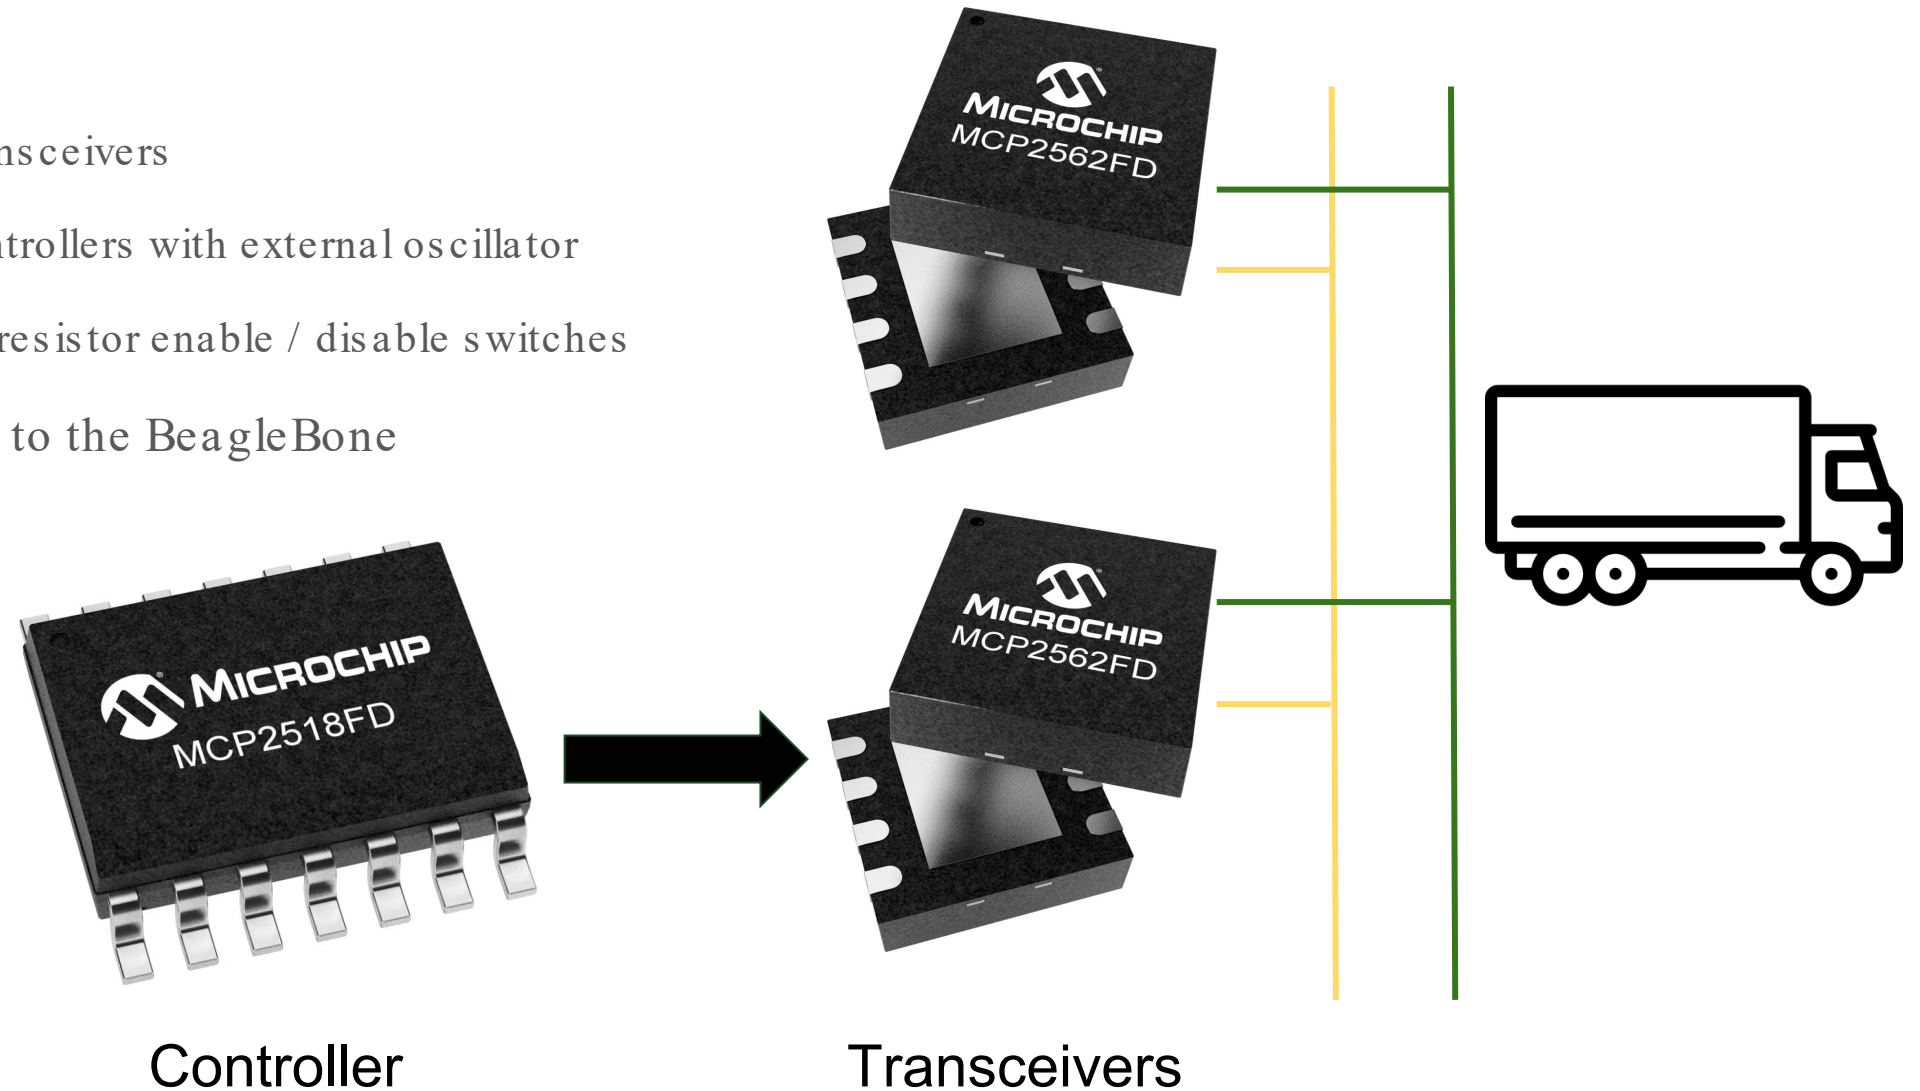 nsceivers
ntrollers with external oscillator
resistor enable / disable switches
to the BeagleBone
MICROCHIP
MCP2562FD
MICROCHIP
MCP2562FD
MICROCHIP
MCP2518FD
Controller
Transceivers